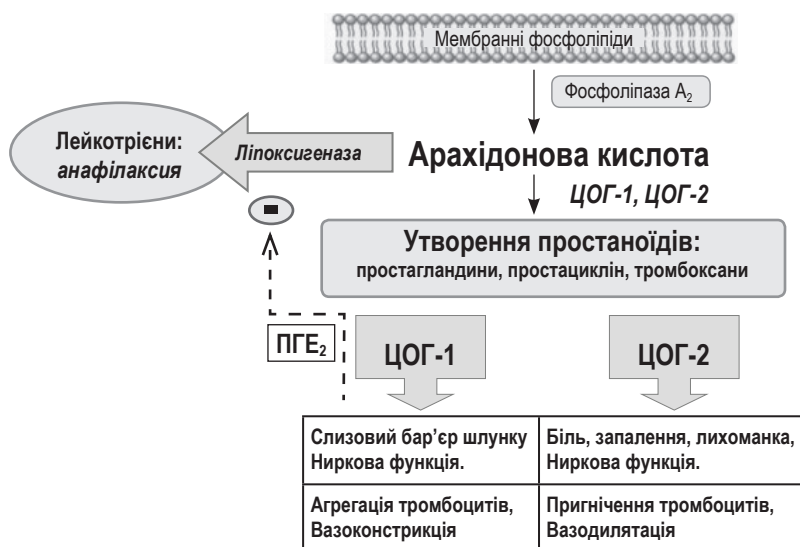 Мембранні фосфоліпіди
Фосфоліпаза А₂
Лейкотрієни:
анафілаксия
Ліпоксигеназа
Арахідонова кислота
ЦОГ-1, ЦОГ-2
Утворення простаноїдів:
простагландини, простациклін, тромбоксани
ПГЕ₂
ЦОГ-1
ЦОГ-2
Слизовий бар’єр шлунку
Ниркова функція.
Біль, запалення, лихоманка,
Ниркова функція.
Агрегація тромбоцитів,
Вазоконстрикція
Пригнічення тромбоцитів,
Вазодилятація